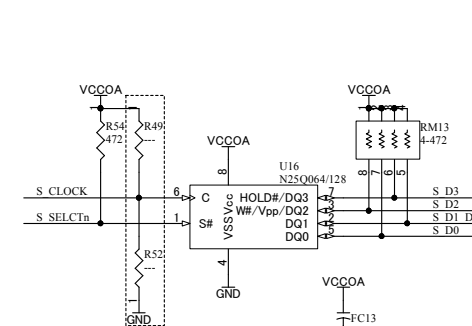 VCCOA
VCCOA
R54
472
R49
---
RM13
4-472
VCCOA
U16
N25Q064/128
8
8 7 6 5
S_CLOCK
6
C
Vcc
HOLD#/DQ3
7
S_D3
W#/Vpp/DQ2
3
S_D2
S_SELCTn
1
S#
VSS
DQ1
2
S_D1
D
DQ0
5
S_D0
R52
---
4
1
GND
GND
VCCOA
FC13